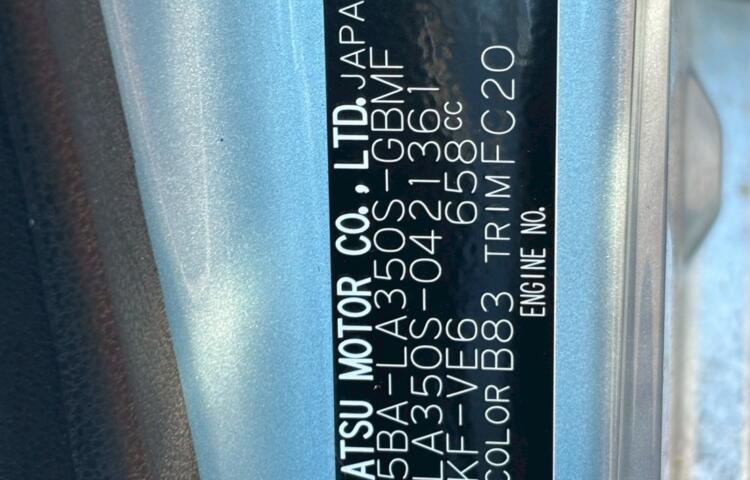 ATSU MOTOR CO., LTD. JAPA
5BA-LA350S-GBMF
LA350S-0421361
KF-VE6 658cc
COLOR B83 TRIM FC20
ENGINE NO.